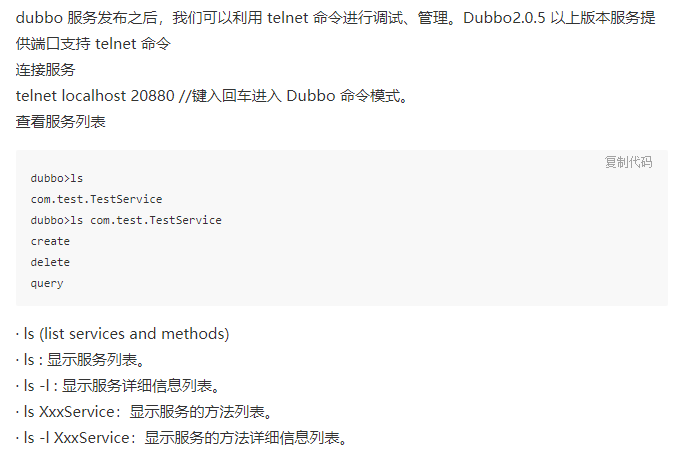 dubbo 服务发布之后，我们可以利用 telnet 命令进行调试、管理。Dubbo2.0.5 以上版本服务提
供端口支持 telnet 命令
连接服务
telnet localhost 20880 //键入回车进入 Dubbo 命令模式。
查看服务列表
复制代码
dubbo>ls
com.test.TestService
dubbo>ls com.test.TestService
create
delete
query
· ls (list services and methods)
· ls : 显示服务列表。
· ls -l : 显示服务详细信息列表。
· ls XxxService：显示服务的方法列表。
· ls -l XxxService：显示服务的方法详细信息列表。